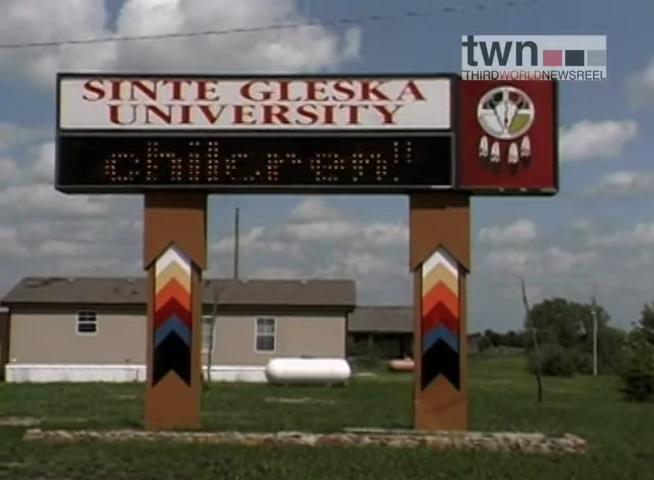 twn
THIRDWORLDNEWSREEL
SINTE GLESKA
UNIVERSITY
children"